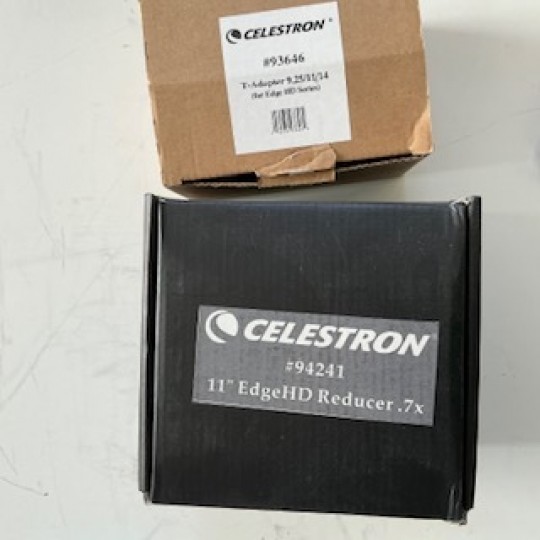 CELESTRON®
#93646
T-Adapter 9.25/11/14
(for Edge HD Series)
CELESTRON®
#94241
11" EdgeHD Reducer .7x